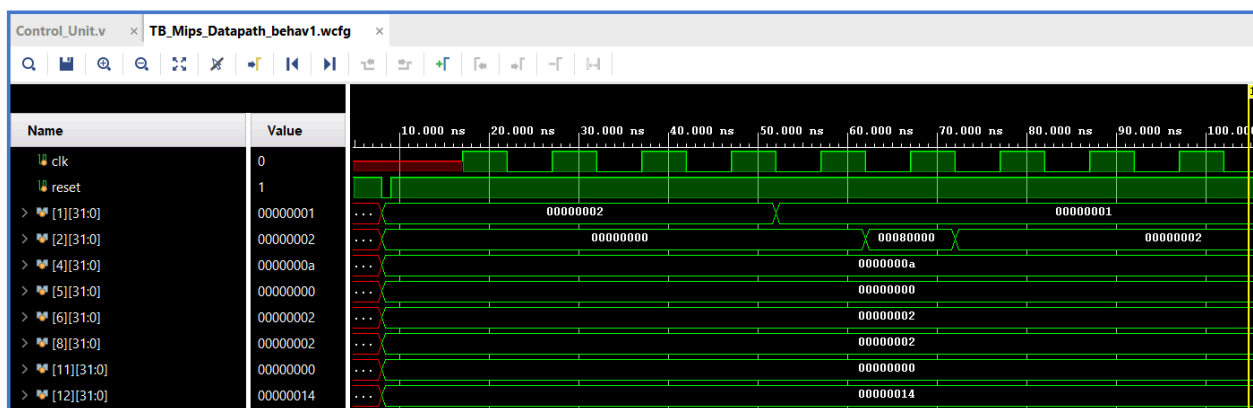 Control_Unit.v × TB_Mips_Datapath_behav1.wcfg ×
Name Value 10.000 ns 20.000 ns 30.000 ns 40.000 ns 50.000 ns 60.000 ns 70.000 ns 80.000 ns 90.000 ns 100.00
clk 0
reset 1
[1][31:0] 00000001 ... 00000002 00000001
[2][31:0] 00000002 ... 00000000 00080000 00000002
[4][31:0] 0000000a ... 0000000a
[5][31:0] 00000000 ... 00000000
[6][31:0] 00000002 ... 00000002
[8][31:0] 00000002 ... 00000002
[11][31:0] 00000000 ... 00000000
[12][31:0] 00000014 ... 00000014